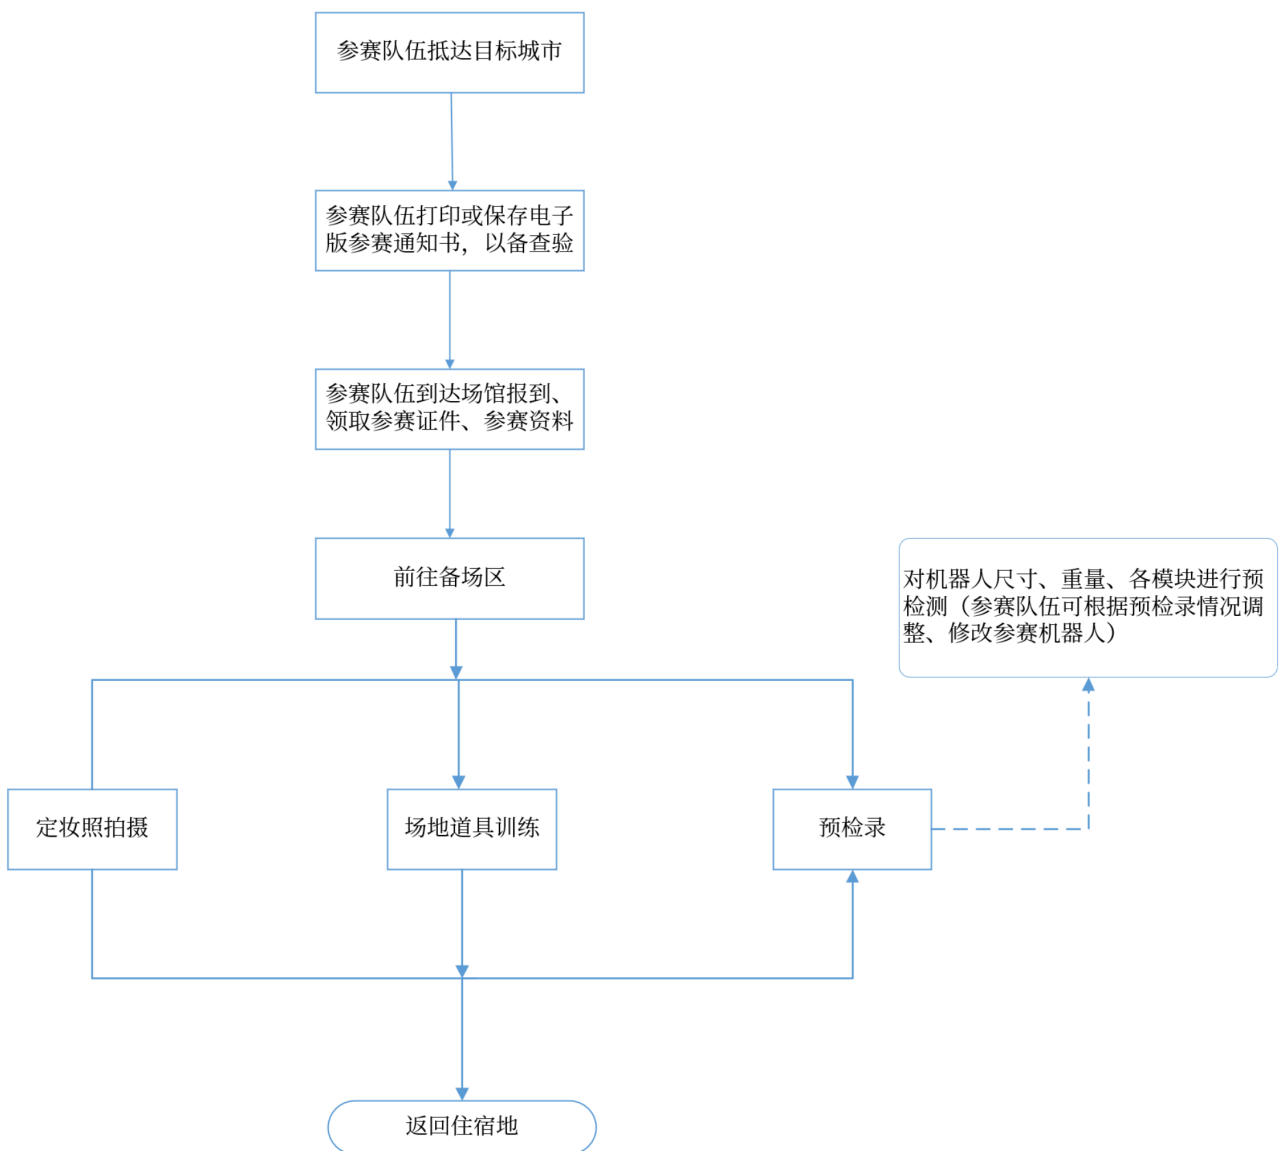 参赛队伍抵达目标城市
参赛队伍打印或保存电子
版参赛通知书，以备查验
参赛队伍到达场馆报到、
领取参赛证件、参赛资料
前往备场区
对机器人尺寸、重量、各模块进行预
检测（参赛队伍可根据预检录情况调
整、修改参赛机器人）
定妆照拍摄
场地道具训练
预检录
返回住宿地